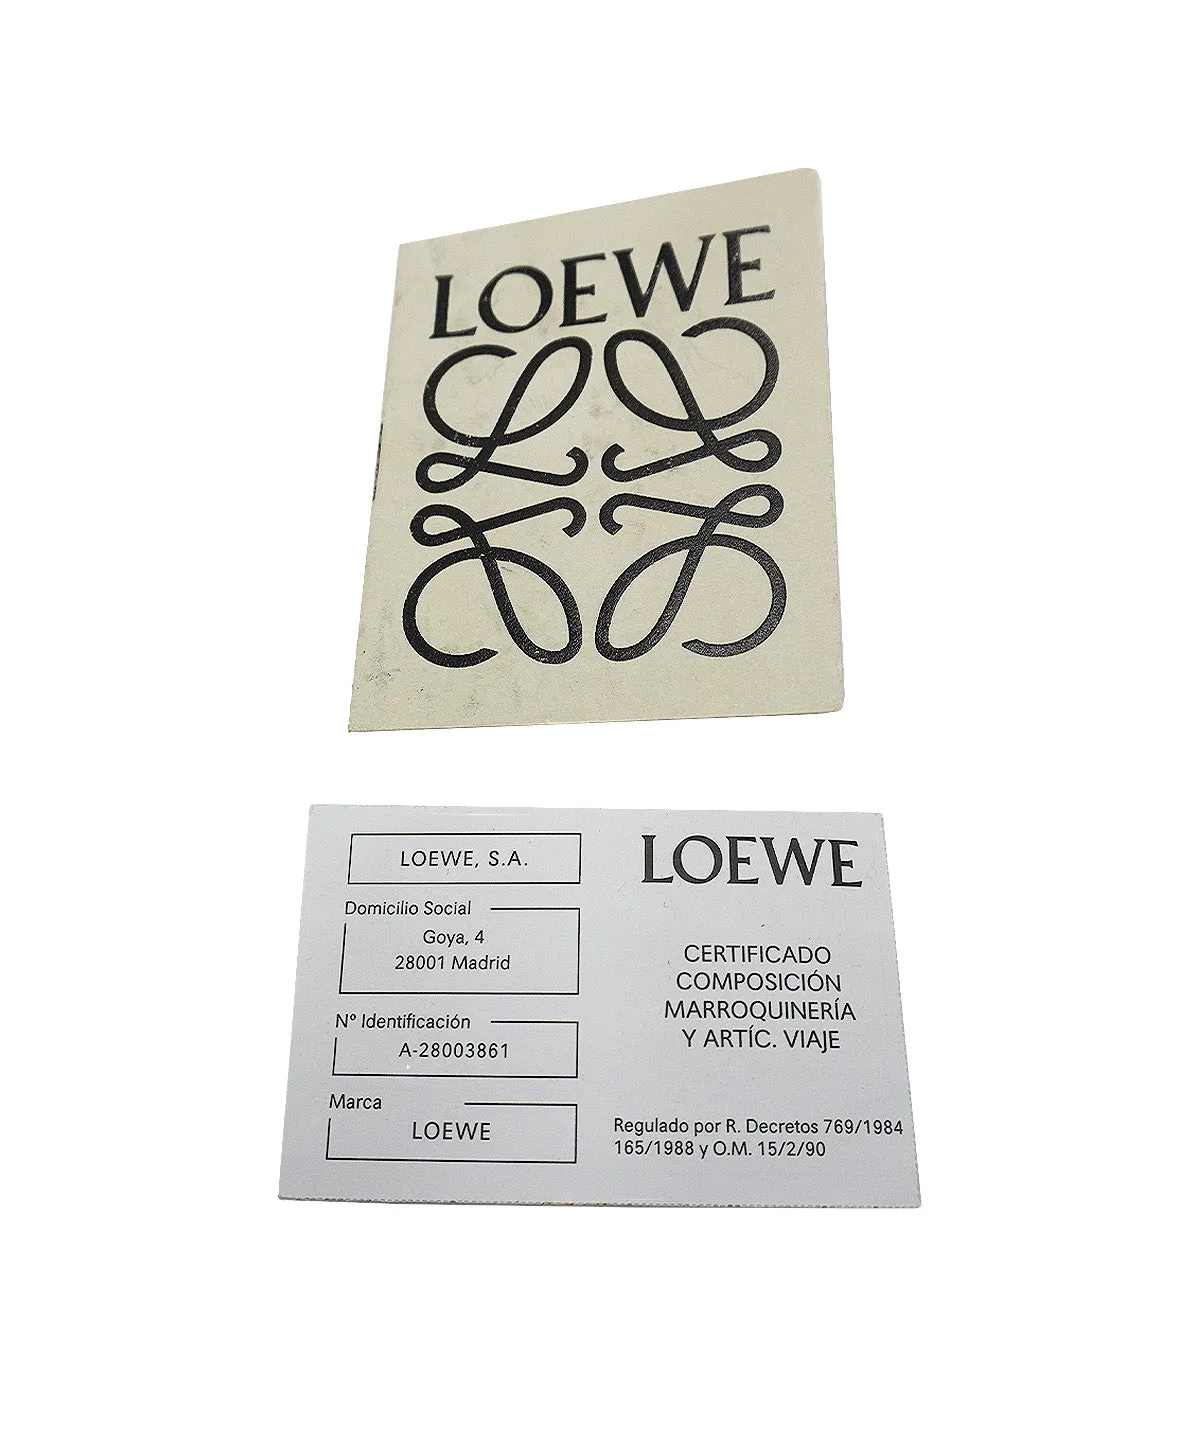 LOEWE
LOEWE, S.A.
Domicilio Social
Goya, 4
28001 Madrid
Nº Identificación
A-28003861
Marca
LOEWE
LOEWE
CERTIFICADO
COMPOSICIÓN
MARROQUINERÍA
Y ARTÍC. VIAJE
Regulado por R. Decretos 769/1984
165/1988 y O.M. 15/2/90